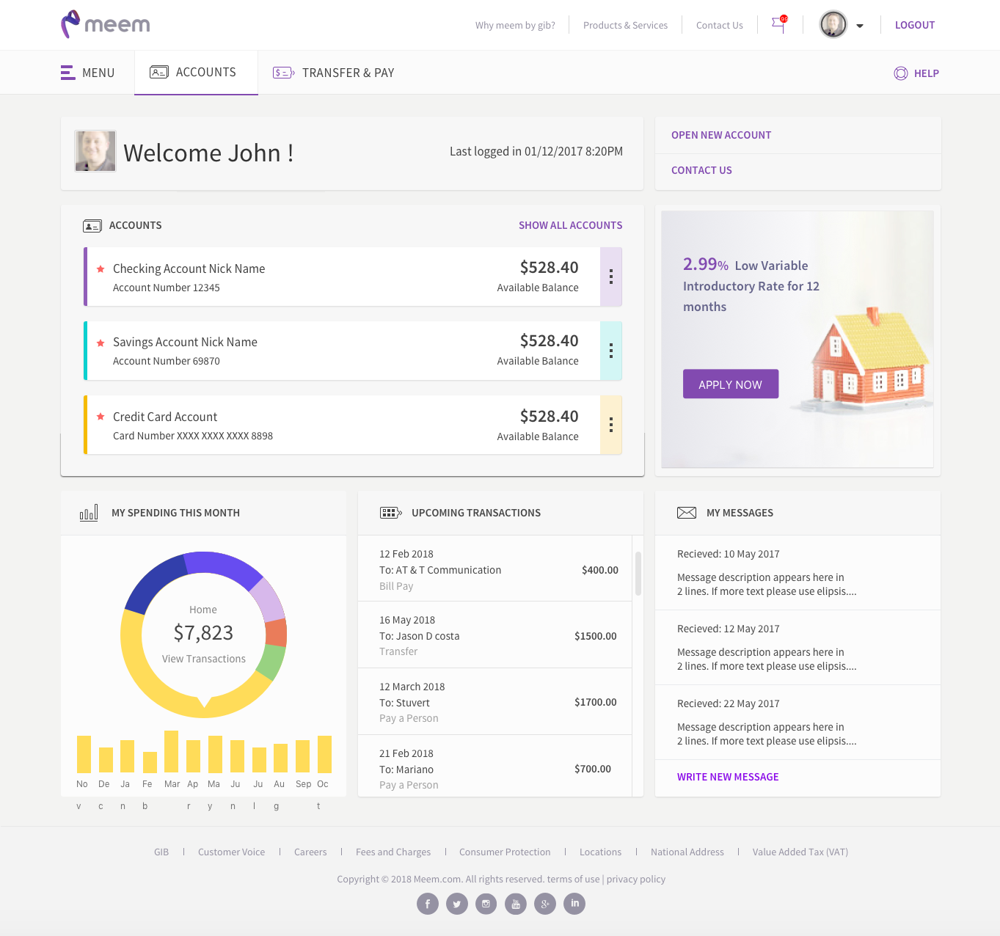 meem
Why meem by gib?
Products & Services
Contact Us
99
LOGOUT
MENU
ACCOUNTS
TRANSFER & PAY
HELP
Welcome John !
Last logged in 01/12/2017 8:20PM
OPEN NEW ACCOUNT
CONTACT US
ACCOUNTS
SHOW ALL ACCOUNTS
Checking Account Nick Name
$528.40
Account Number 12345
Available Balance
Savings Account Nick Name
$528.40
Account Number 69870
Available Balance
Credit Card Account
$528.40
Card Number XXXX XXXX XXXX 8898
Available Balance
2.99% Low Variable
Introductory Rate for 12
months
APPLY NOW
MY SPENDING THIS MONTH
Home
$7,823
View Transactions
No De Ja Fe Mar Ap Ma Ju Ju Au Sep Oc
v c n b r y n l g t
UPCOMING TRANSACTIONS
12 Feb 2018
To: AT & T Communication
$400.00
Bill Pay
16 May 2018
To: Jason D costa
$1500.00
Transfer
12 March 2018
To: Stuvert
$1700.00
Pay a Person
21 Feb 2018
To: Mariano
$700.00
Pay a Person
MY MESSAGES
Recieved: 10 May 2017
Message description appears here in
2 lines. If more text please use elipsis....
Recieved: 12 May 2017
Message description appears here in
2 lines. If more text please use elipsis....
Recieved: 22 May 2017
Message description appears here in
2 lines. If more text please use elipsis....
WRITE NEW MESSAGE
GIB | Customer Voice | Careers | Fees and Charges | Consumer Protection | Locations | National Address | Value Added Tax (VAT)
Copyright © 2018 Meem.com. All rights reserved. terms of use | privacy policy